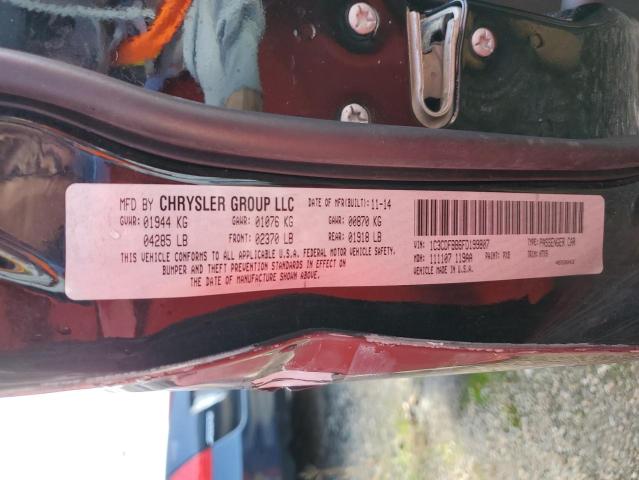 MFD BY CHRYSLER GROUP LLC DATE OF MFR(BUILT): 11-14
GVWR: 01944 KG GAWR: 01076 KG GAWR: 00870 KG
04285 LB FRONT: 02370 LB REAR: 01918 LB
THIS VEHICLE CONFORMS TO ALL APPLICABLE U.S.A. FEDERAL MOTOR VEHICLE SAFETY,
BUMPER AND THEFT PREVENTION STANDARDS IN EFFECT ON
THE DATE OF MANUFACTURE SHOWN ABOVE.
VIN: 1C3CDFBB6FD199807 TYPE: PASSENGER CAR
MDH: 111107 119AA PAINT: PX8 TRIM:
VEHICLE MADE IN U.S.A.